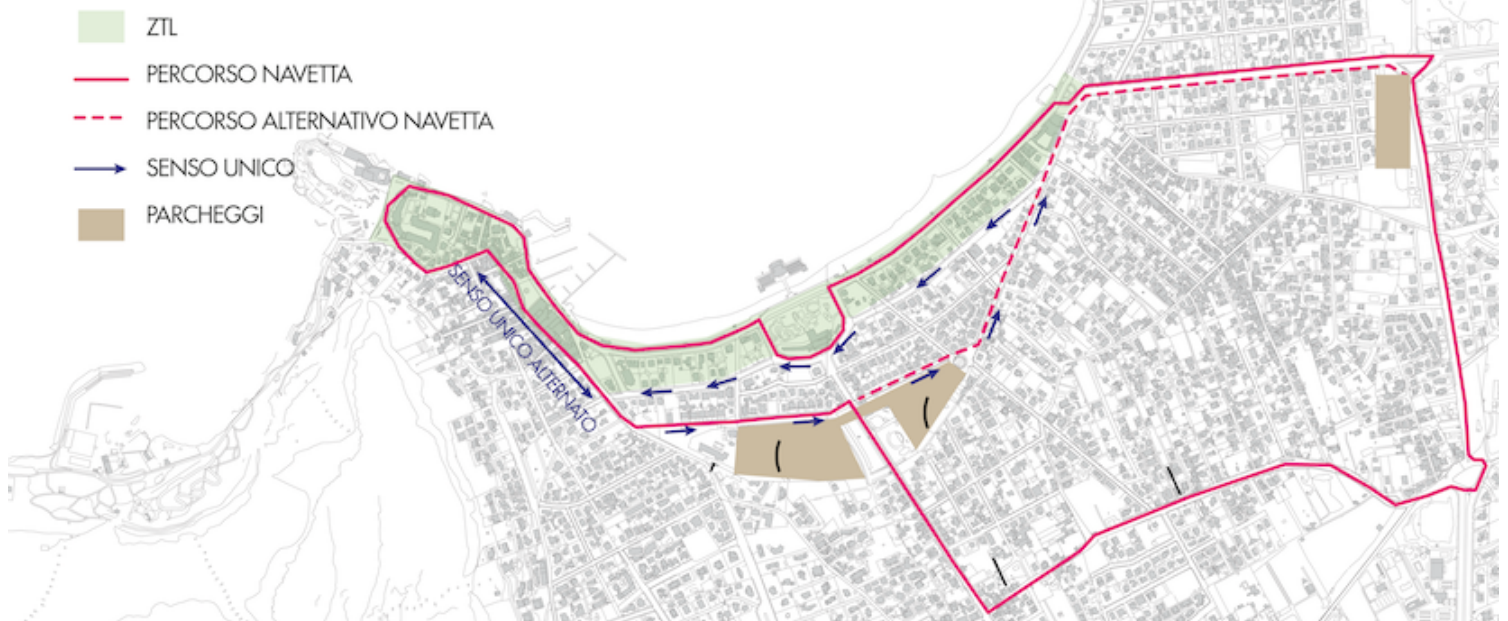 ZTL
PERCORSO NAVETTA
PERCORSO ALTERNATIVO NAVETTA
SENSO UNICO
PARCHEGGI
SENSO UNICO ALTERNATO